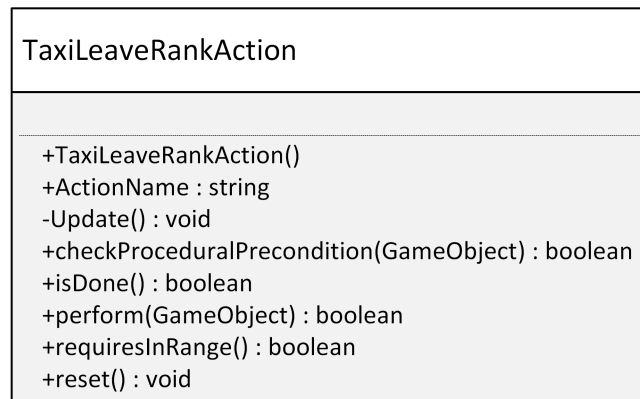 TaxiLeaveRankAction
+TaxiLeaveRankAction()
+ActionName : string
-Update() : void
+checkProceduralPrecondition(GameObject) : boolean
+isDone() : boolean
+perform(GameObject) : boolean
+requiresInRange() : boolean
+reset() : void